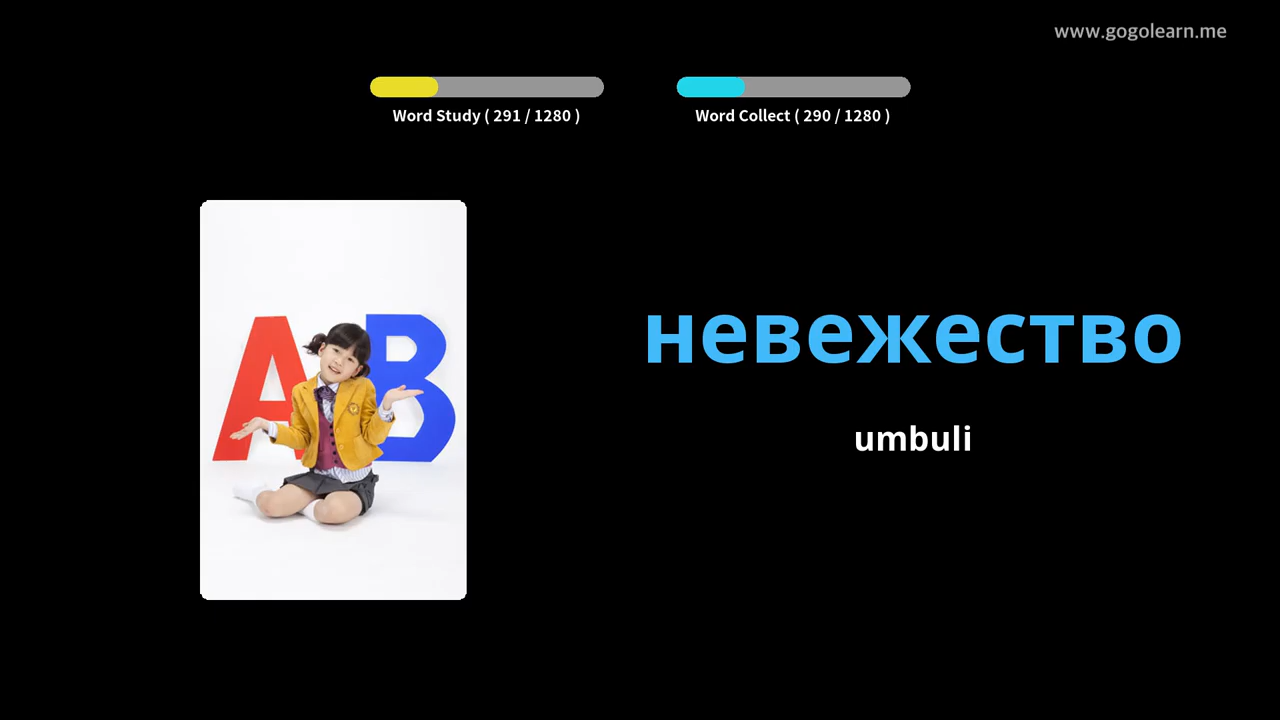 www.gogolearn.me
Word Study ( 291 / 1280 )
Word Collect ( 290 / 1280 )
A B
невежество
umbuli